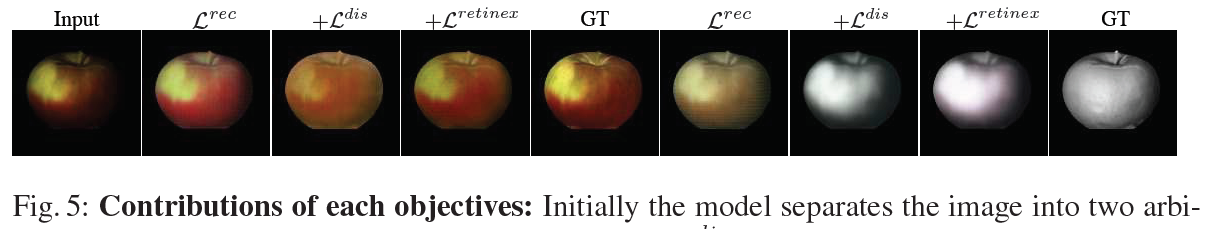 Input 𝓛^rec +𝓛^dis +𝓛^retinex GT 𝓛^rec +𝓛^dis +𝓛^retinex GT
Fig. 5: Contributions of each objectives: Initially the model separates the image into two arbi-